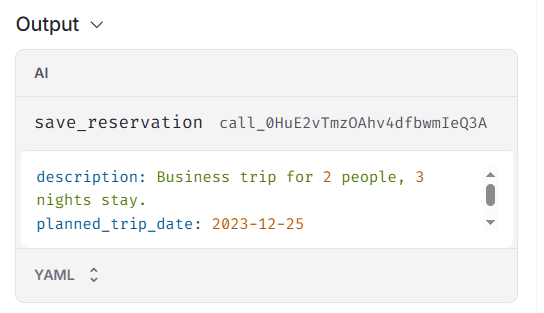 Output
AI
save_reservation call_0HuE2vTmzOAhv4dfbwmIeQ3A
description: Business trip for 2 people, 3
nights stay.
planned_trip_date: 2023-12-25
YAML